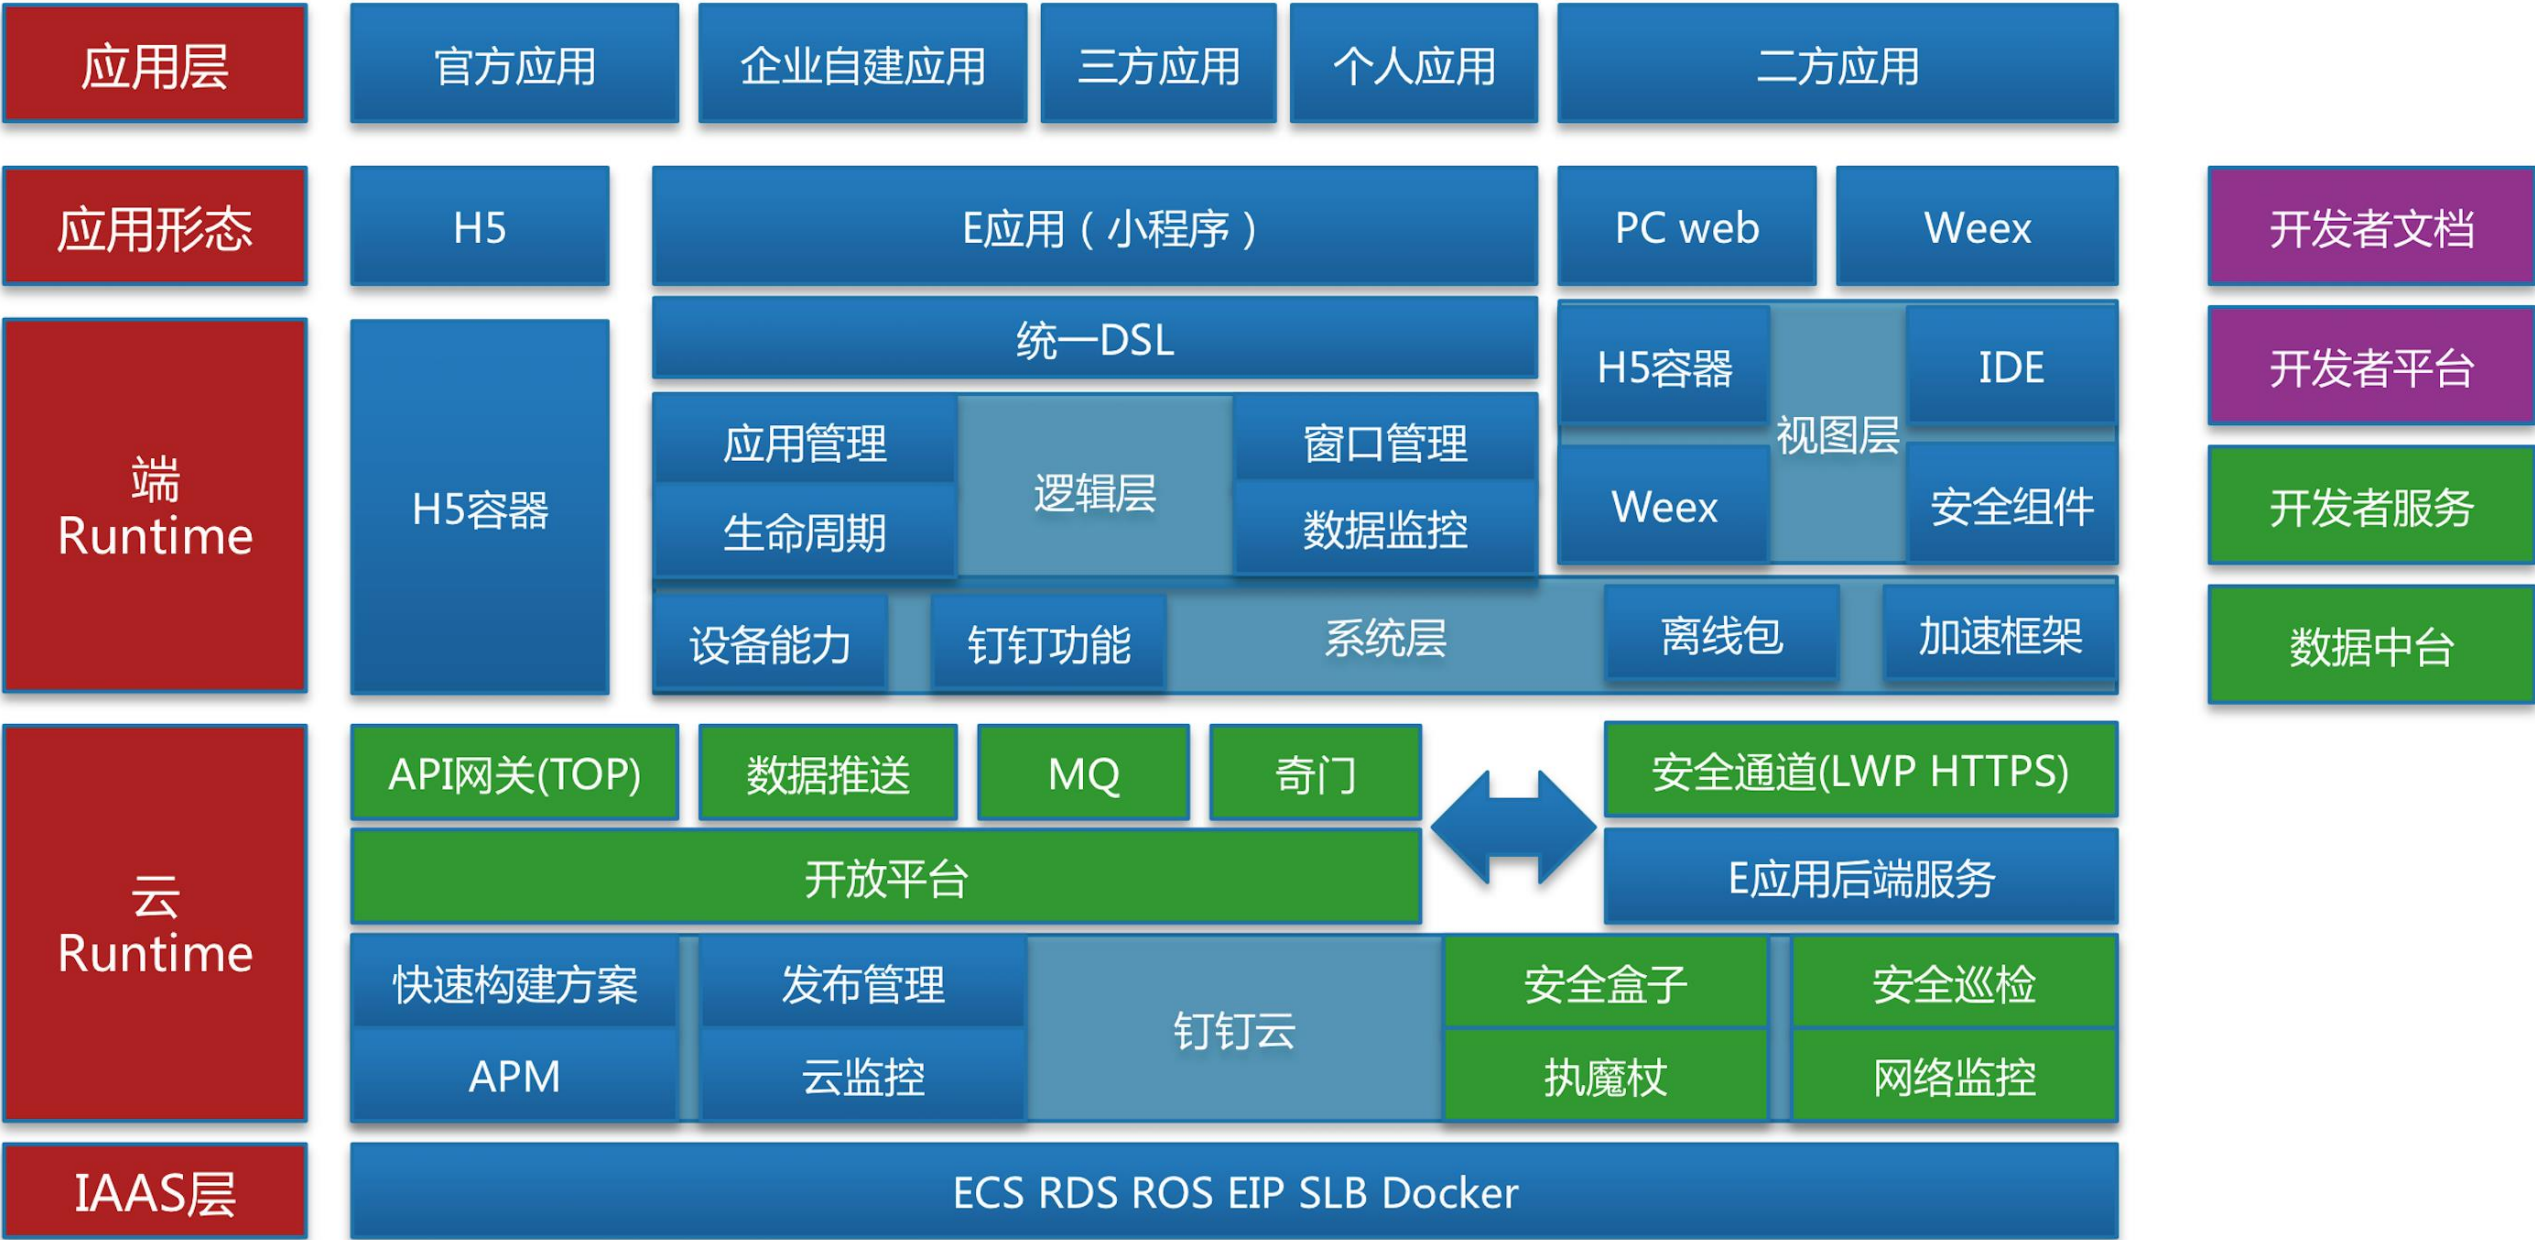 应用层
官方应用
企业自建应用
三方应用
个人应用
二方应用
应用形态
H5
E应用（小程序）
PC web
Weex
开发者文档
端
Runtime
H5容器
统一DSL
应用管理
生命周期
逻辑层
窗口管理
数据监控
H5容器
Weex
视图层
IDE
安全组件
设备能力
钉钉功能
系统层
离线包
加速框架
开发者平台
开发者服务
数据中台
云
Runtime
API网关(TOP)
数据推送
MQ
奇门
安全通道(LWP HTTPS)
开放平台
E应用后端服务
快速构建方案
发布管理
APM
云监控
钉钉云
安全盒子
安全巡检
执魔杖
网络监控
IAAS层
ECS RDS ROS EIP SLB Docker